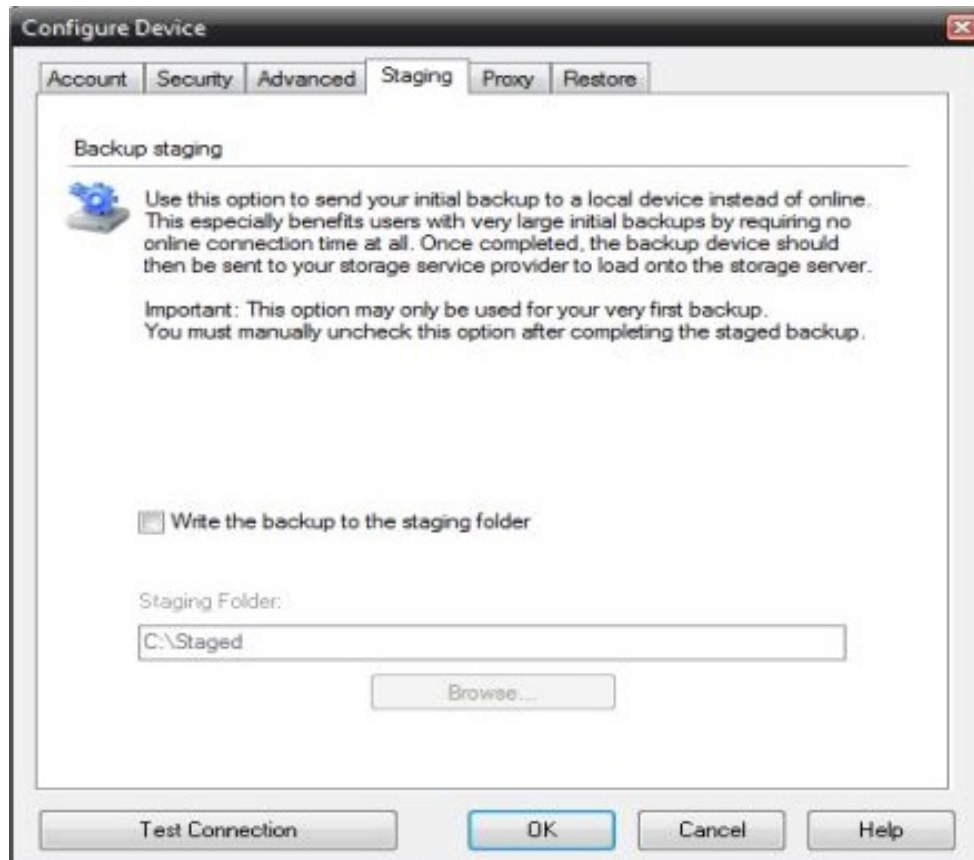 Configure Device
Account Security Advanced Staging Proxy Restore
Backup staging
Use this option to send your initial backup to a local device instead of online.
This especially benefits users with very large initial backups by requiring no
online connection time at all. Once completed, the backup device should
then be sent to your storage service provider to load onto the storage server.
Important: This option may only be used for your very first backup.
You must manually uncheck this option after completing the staged backup.
Write the backup to the staging folder
Staging Folder:
C:\Staged
Browse...
Test Connection OK Cancel Help